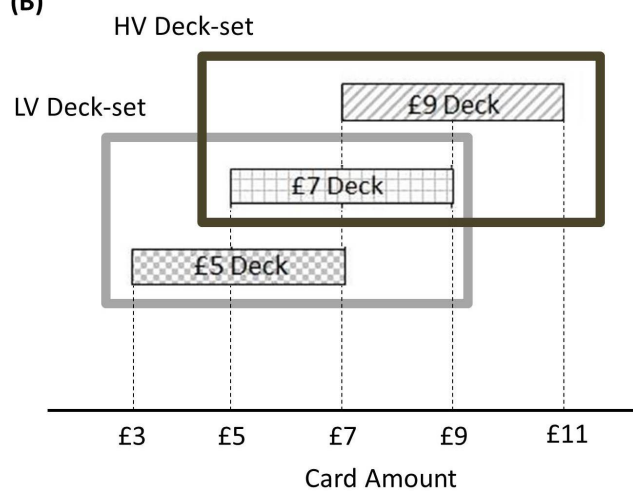 (B)
HV Deck-set
LV Deck-set
£9 Deck
£7 Deck
£5 Deck
£3 £5 £7 £9 £11
Card Amount